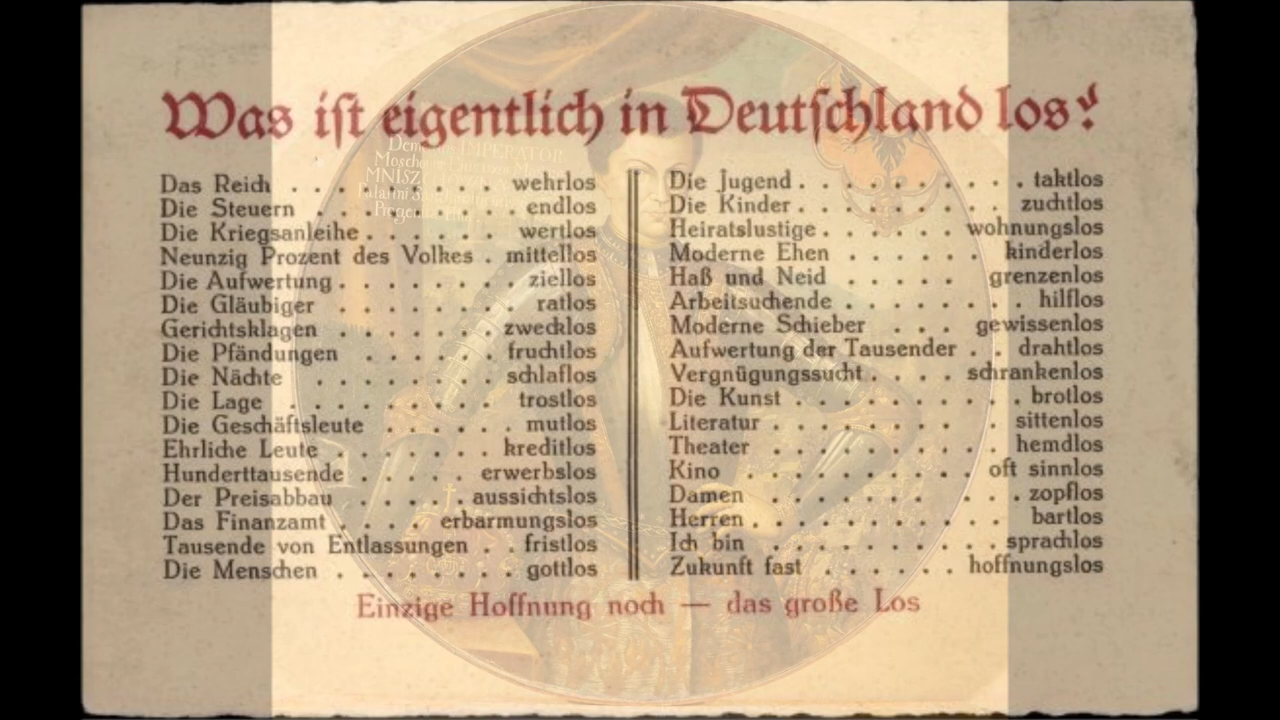 Was ist eigentlich in Deutschland los?
Das Reich . . . . . . . . . wehrlos
Die Steuern . . . . . . . . . endlos
Die Kriegsanleihe . . . . . . wertlos
Neunzig Prozent des Volkes . mittellos
Die Aufwertung . . . . . . . ziellos
Die Gläubiger . . . . . . . . ratlos
Gerichtsklagen . . . . . . . zwecklos
Die Pfändungen . . . . . . fruchtlos
Die Nächte . . . . . . . . . schlaflos
Die Lage . . . . . . . . . trostlos
Die Geschäftsleute . . . . . . mutlos
Ehrliche Leute . . . . . . . kreditlos
Hunderttausende . . . . . erwerbslos
Der Preisabbau . . . . . aussichtslos
Das Finanzamt . . . . erbarmungslos
Tausende von Entlassungen . . fristlos
Die Menschen . . . . . . . . gottlos
Die Jugend . . . . . . . . . . taktlos
Die Kinder . . . . . . . . . zuchtlos
Heiratslustige . . . . . . wohnungslos
Moderne Ehen . . . . . . kinderlos
Haß und Neid . . . . . . grenzenlos
Arbeitsuchende . . . . . . . . hilflos
Moderne Schieber . . . gewissenlos
Aufwertung der Tausender . . drahtlos
Vergnügungssucht . . . . schrankenlos
Die Kunst . . . . . . . . . . brotlos
Literatur . . . . . . . . . sittenlos
Theater . . . . . . . . . . hemdlos
Kino . . . . . . . . . oft sinnlos
Damen . . . . . . . . . . . zopflos
Herren . . . . . . . . . . . bartlos
Ich bin . . . . . . . . . . sprachlos
Zukunft fast . . . . . . hoffnungslos
Einzige Hoffnung noch — das große Los
IMPERATOR
MNISZ